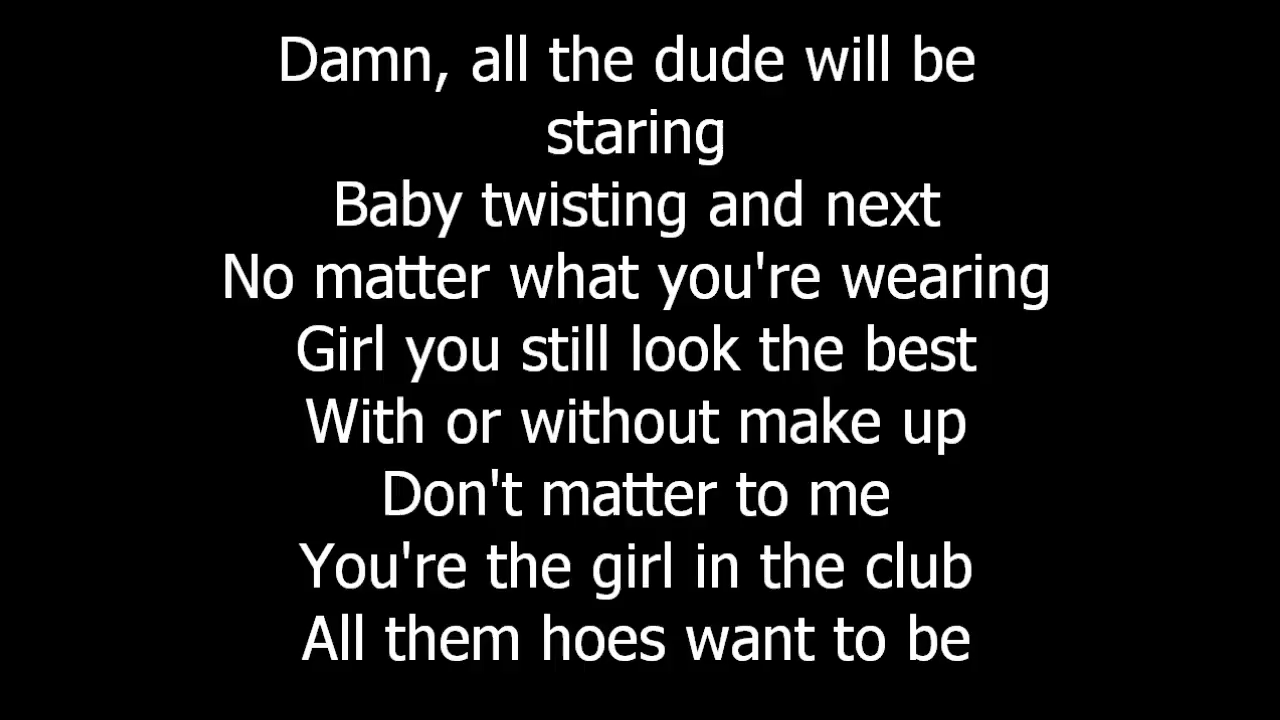 Damn, all the dude will be
staring
Baby twisting and next
No matter what you're wearing
Girl you still look the best
With or without make up
Don't matter to me
You're the girl in the club
All them hoes want to be